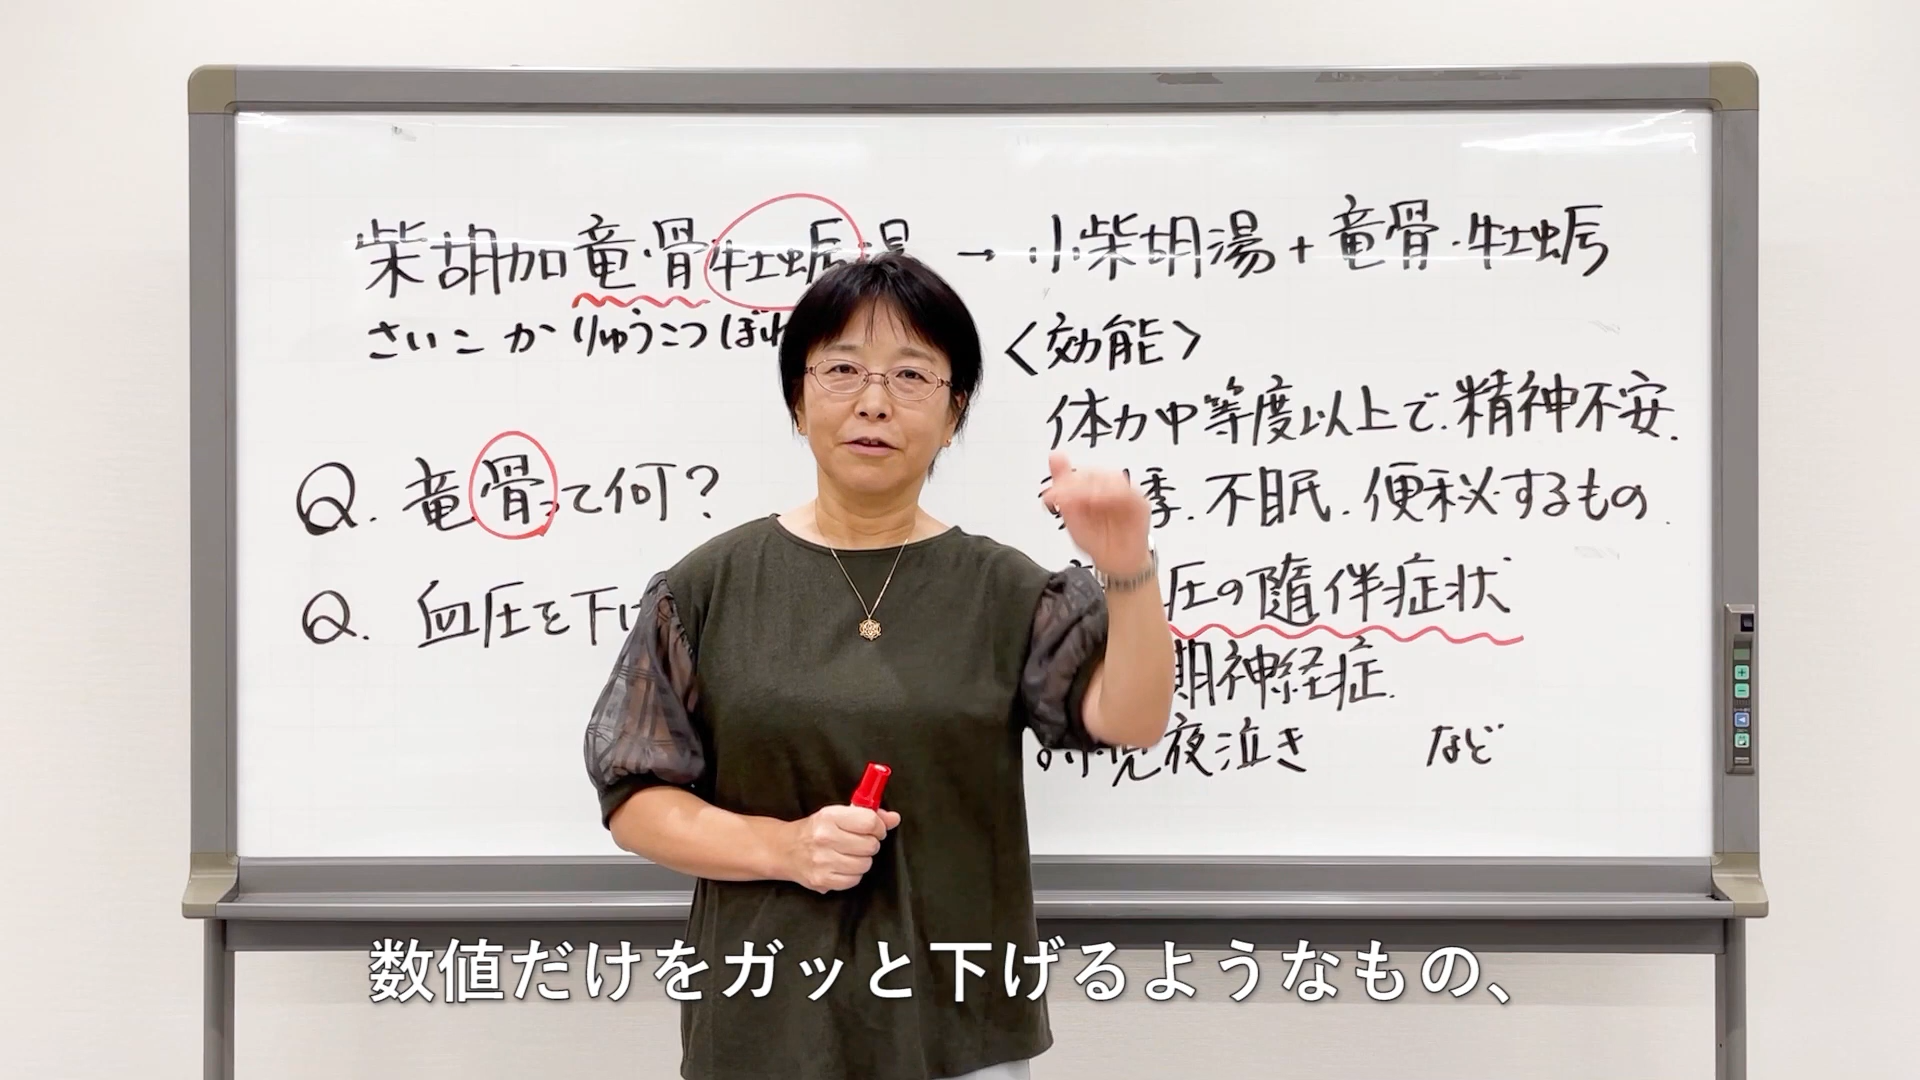 柴胡加竜骨牡蛎湯 → 小柴胡湯+竜骨・牡蛎
さいこ か りゅうこつ ぼれ
〈効能〉
体力中等度以上で、精神不安、
悸、不眠、便秘するもの、
圧の随伴症状
期神経症、
児夜泣き など
Q. 竜骨って何?
Q. 血圧を下げ
数値だけをガッと下げるようなもの、